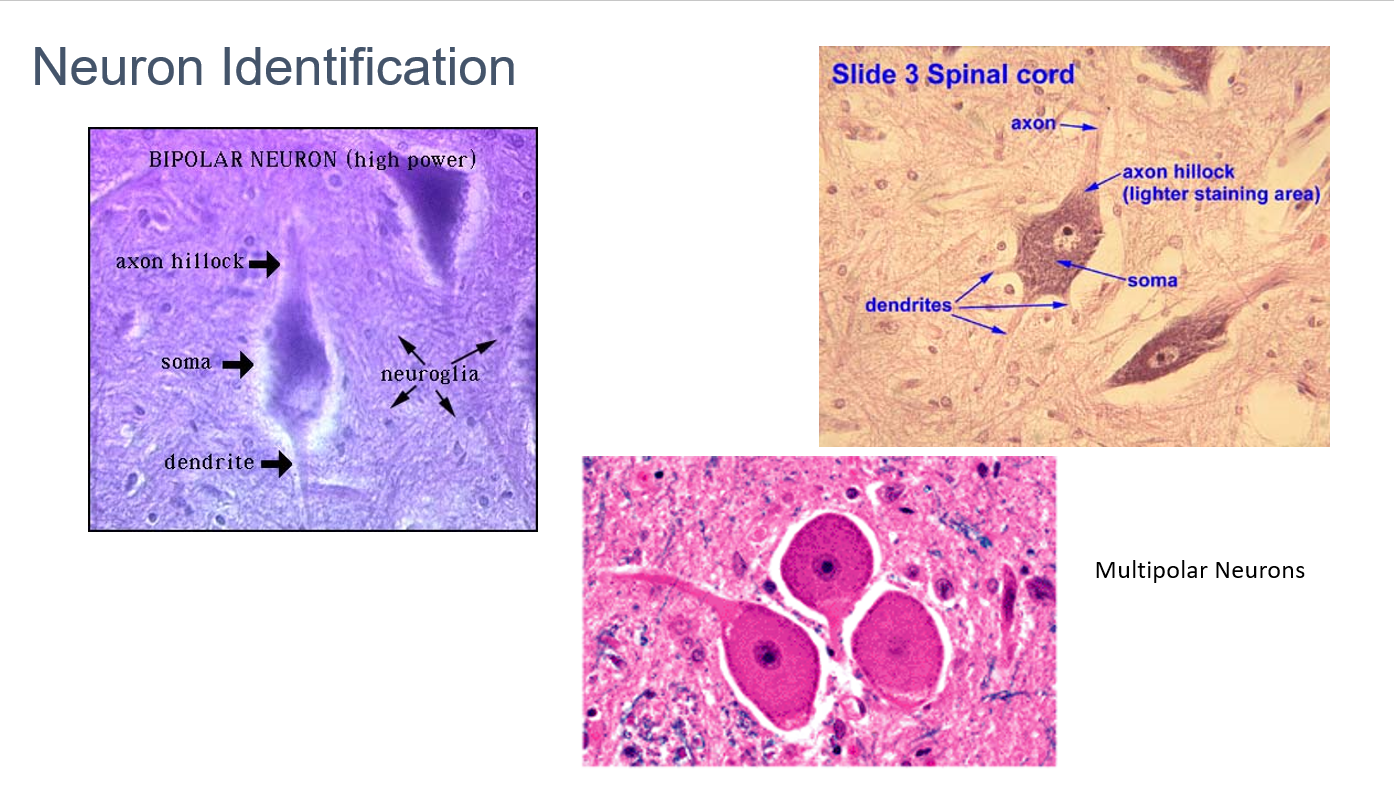 Neuron Identification
BIPOLAR NEURON (high power)
axon hillock
soma
neuroglia
dendrite
Slide 3 Spinal cord
axon
axon hillock
(lighter staining area)
soma
dendrites
Multipolar Neurons